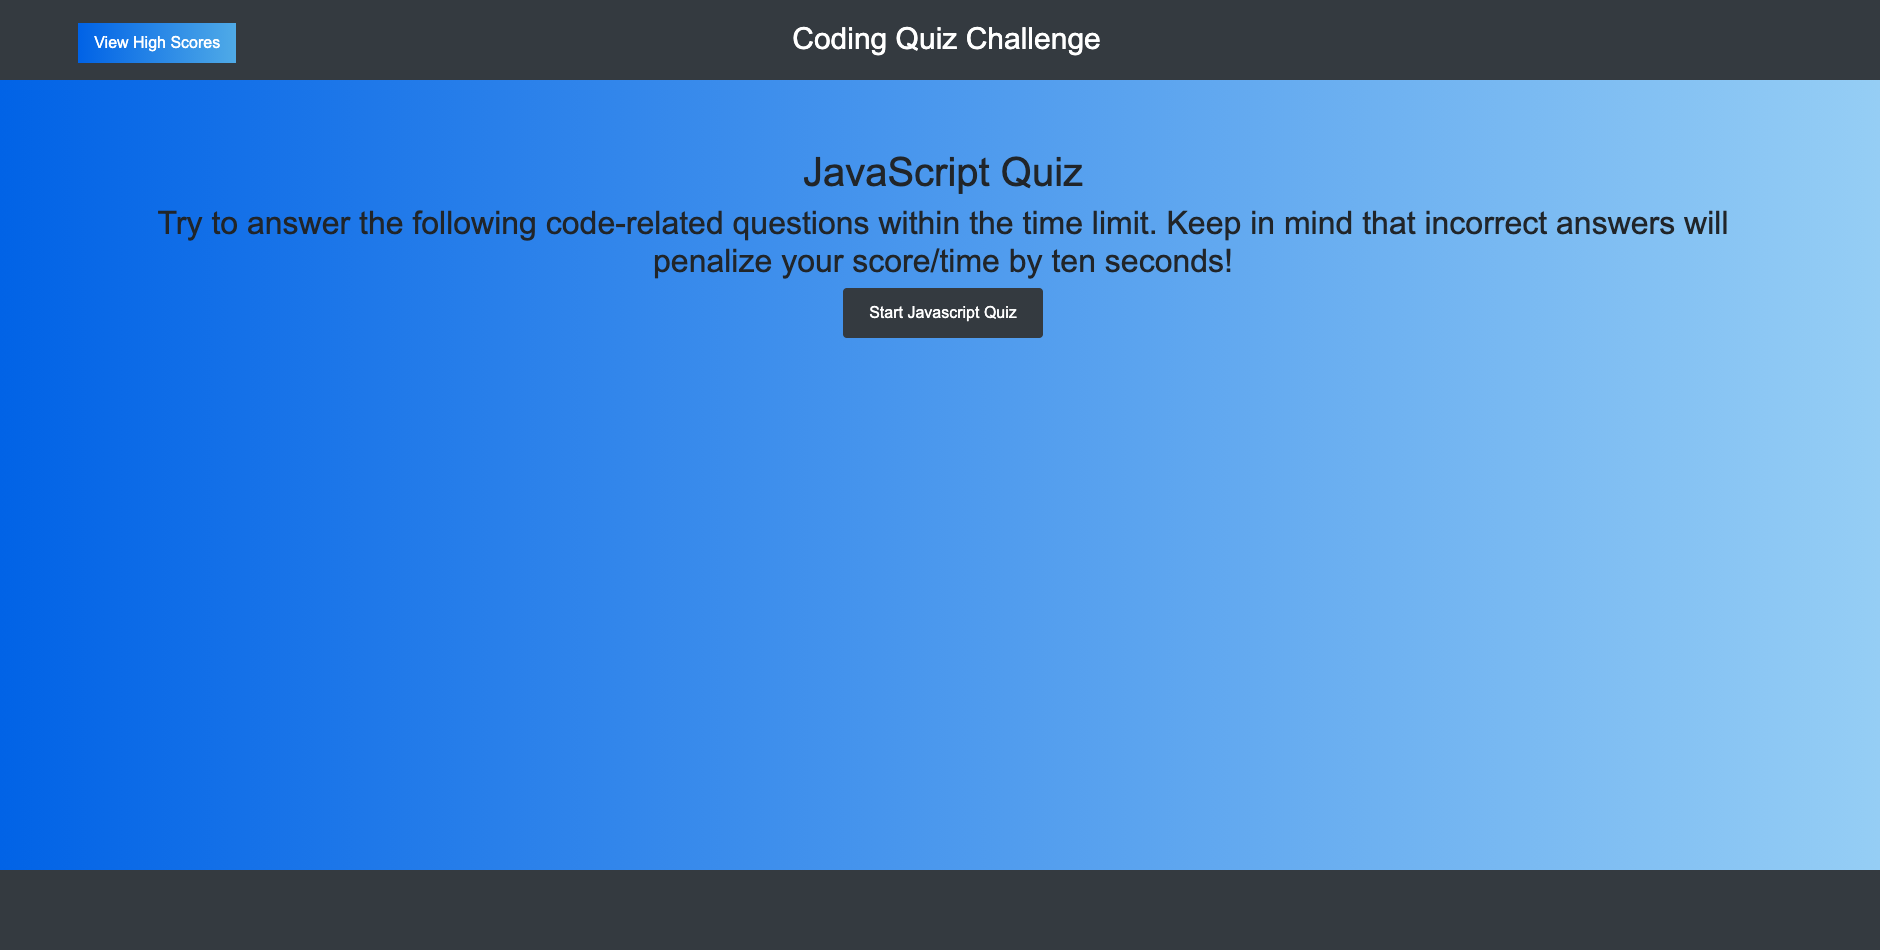 View High Scores
Coding Quiz Challenge
JavaScript Quiz
Try to answer the following code-related questions within the time limit. Keep in mind that incorrect answers will
penalize your score/time by ten seconds!
Start Javascript Quiz